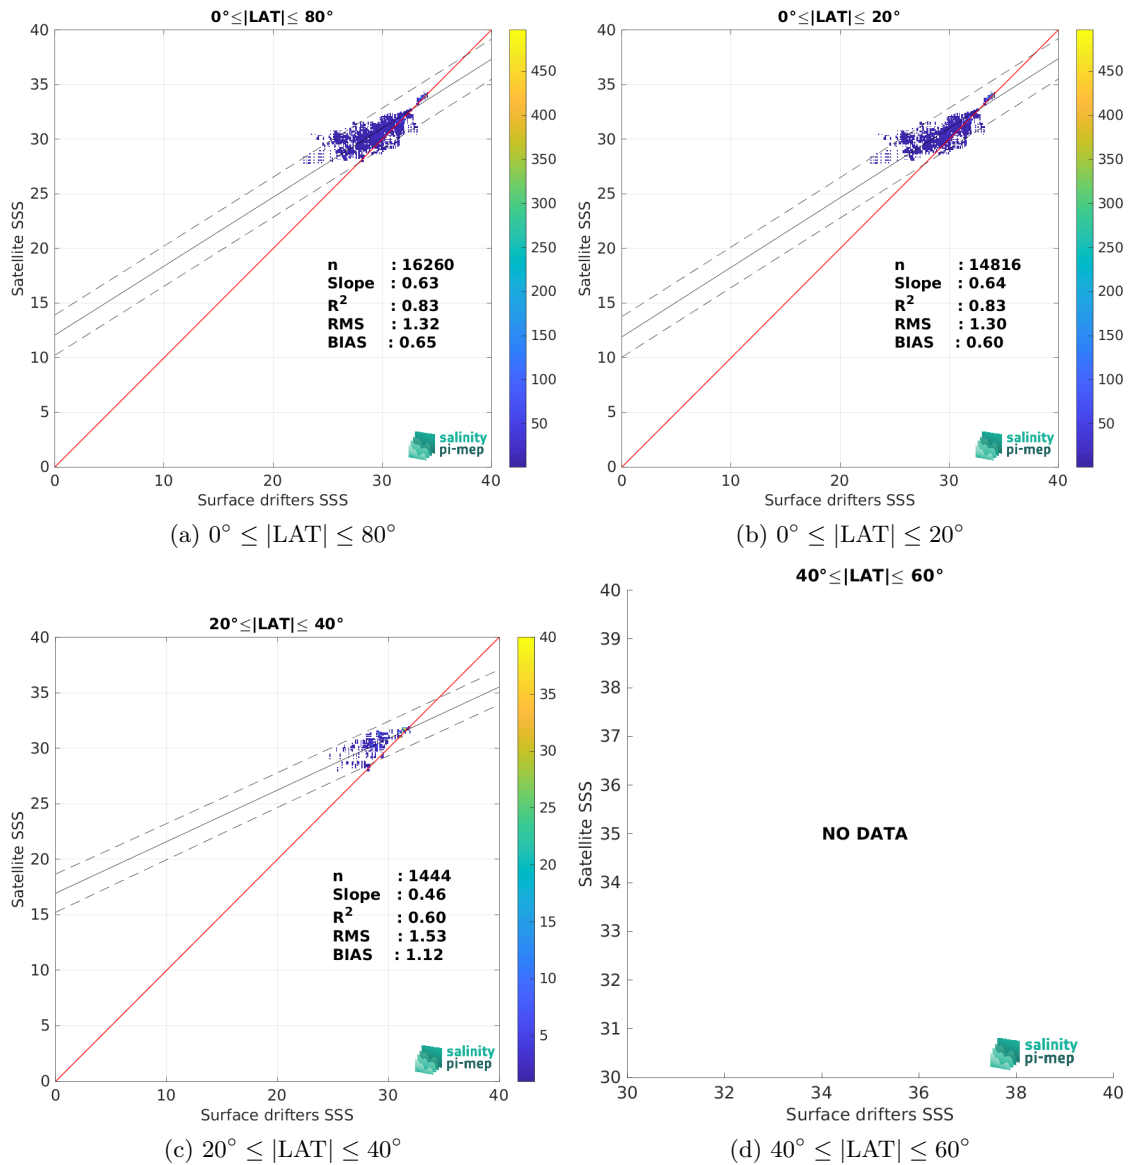 0°≤|LAT|≤ 80°
40
35
30
25
20
15
10
5
0
0
10
20
30
40
Satellite SSS
Surface drifters SSS
n : 16260
Slope : 0.63
R2 : 0.83
RMS : 1.32
BIAS : 0.65
salinity
pi-mep
450
400
350
300
250
200
150
100
50
(a) 0° ≤ |LAT| ≤ 80°
0°≤|LAT|≤ 20°
40
35
30
25
20
15
10
5
0
0
10
20
30
40
Satellite SSS
Surface drifters SSS
n : 14816
Slope : 0.64
R2 : 0.83
RMS : 1.30
BIAS : 0.60
salinity
pi-mep
450
400
350
300
250
200
150
100
50
(b) 0° ≤ |LAT| ≤ 20°
20°≤|LAT|≤ 40°
40
35
30
25
20
15
10
5
0
0
10
20
30
40
Satellite SSS
Surface drifters SSS
n : 1444
Slope : 0.46
R2 : 0.60
RMS : 1.53
BIAS : 1.12
salinity
pi-mep
40
35
30
25
20
15
10
5
(c) 20° ≤ |LAT| ≤ 40°
40°≤|LAT|≤ 60°
40
39
38
37
36
35
34
33
32
31
30
30
32
34
36
38
40
Satellite SSS
Surface drifters SSS
NO DATA
salinity
pi-mep
(d) 40° ≤ |LAT| ≤ 60°